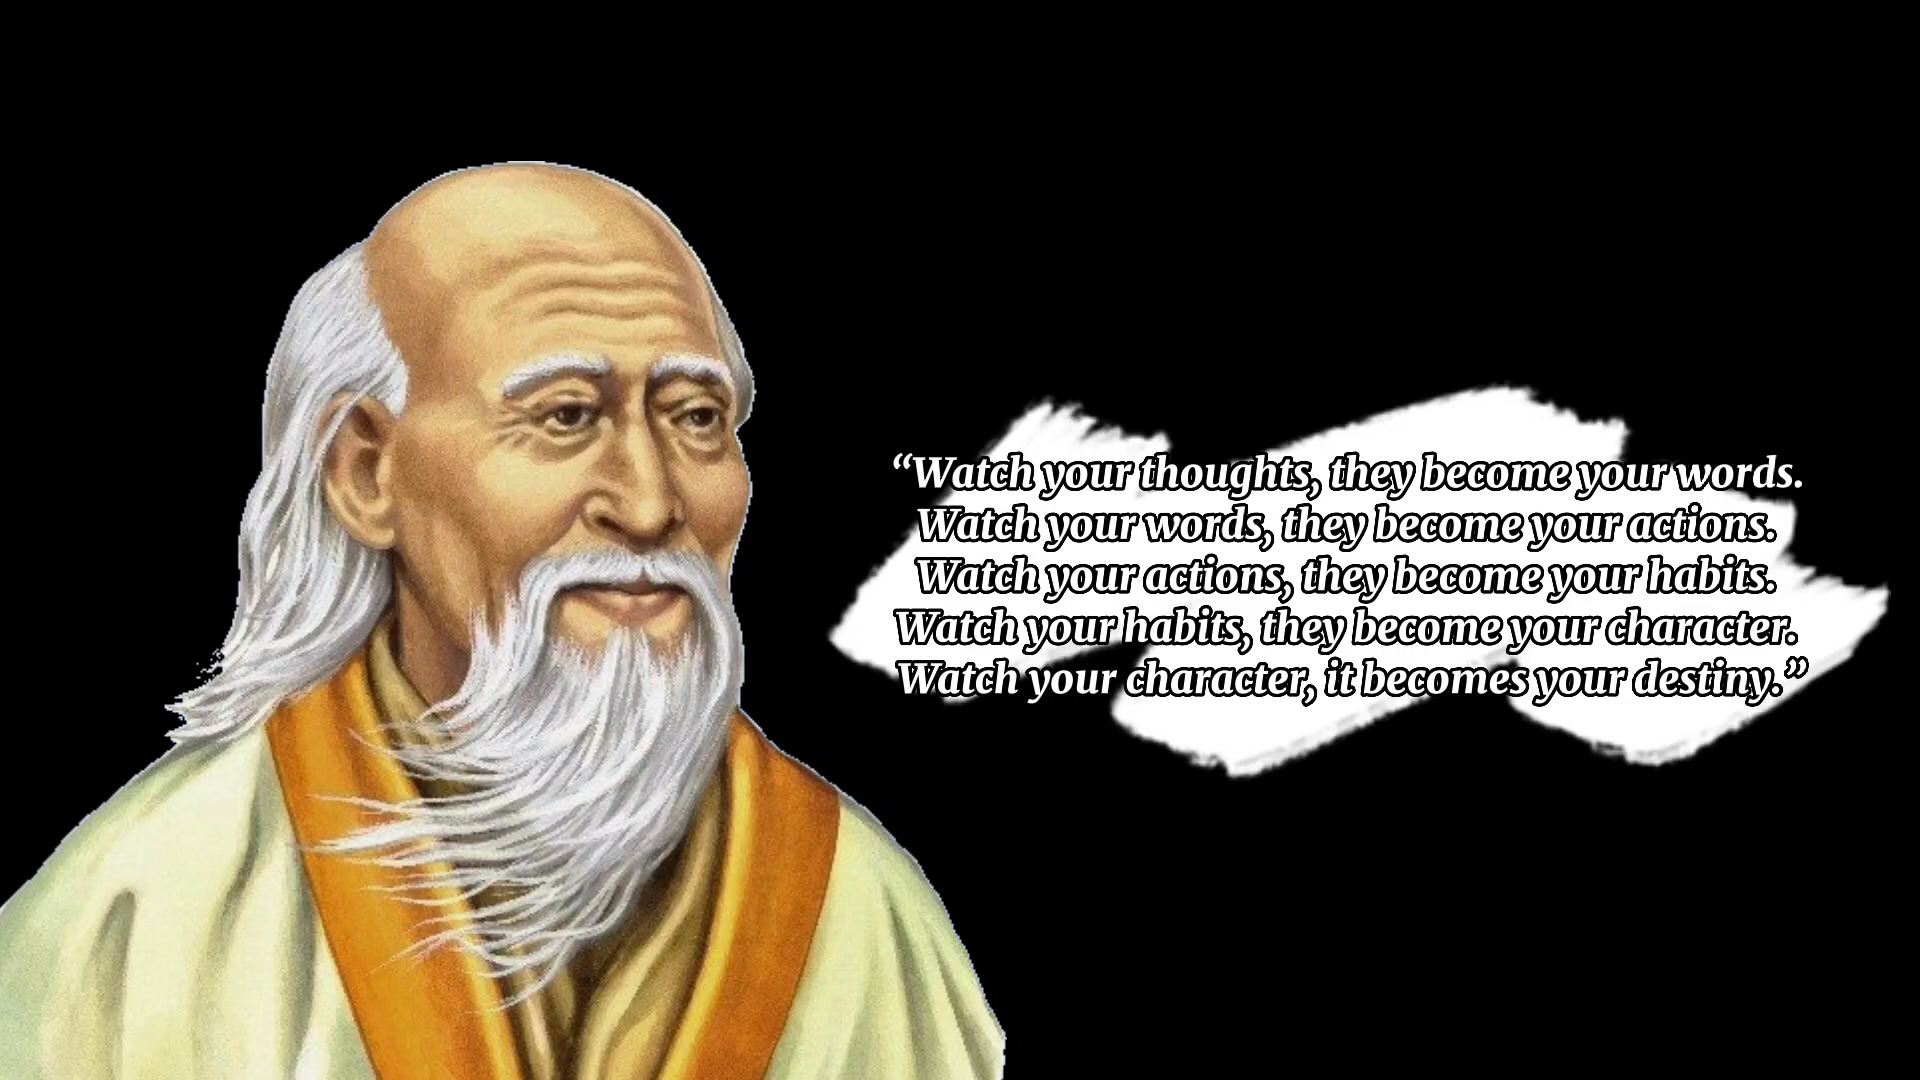 “Watch your thoughts, they become your words.
Watch your words, they become your actions.
Watch your actions, they become your habits.
Watch your habits, they become your character.
Watch your character, it becomes your destiny.”